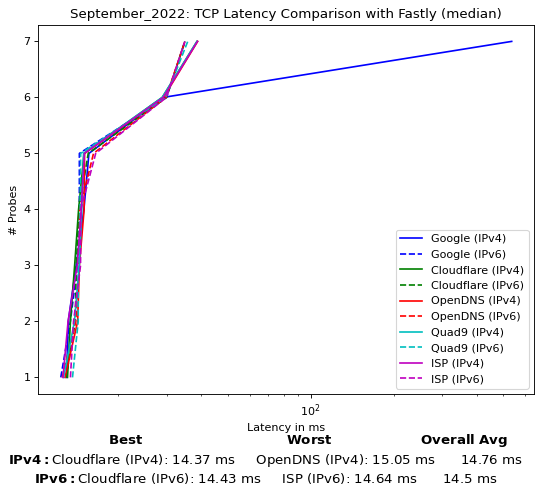 September_2022: TCP Latency Comparison with Fastly (median)
7
6
5
4
3
2
1
# Probes
Google (IPv4)
Google (IPv6)
Cloudflare (IPv4)
Cloudflare (IPv6)
OpenDNS (IPv4)
OpenDNS (IPv6)
Quad9 (IPv4)
Quad9 (IPv6)
ISP (IPv4)
ISP (IPv6)
10²
Latency in ms
Best Worst Overall Avg
IPv4: Cloudflare (IPv4): 14.37 ms OpenDNS (IPv4): 15.05 ms 14.76 ms
IPv6: Cloudflare (IPv6): 14.43 ms ISP (IPv6): 14.64 ms 14.5 ms